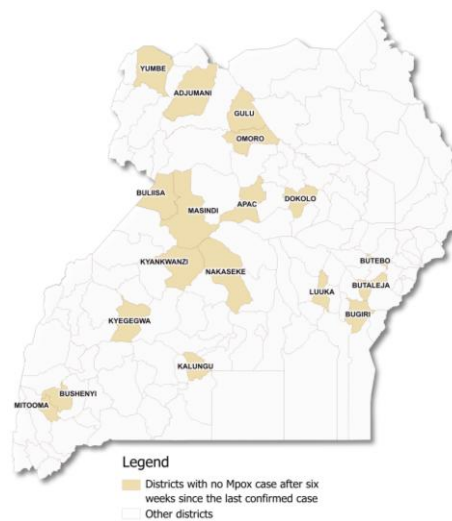 YUMBE
ADJUMANI
GULU
OMORO
BULIISA
MASINDI
APAC
DOKOLO
KYANKWANZI
NAKASEKE
BUTEBO
BUTALEJA
LUUKA
BUGIRI
KYEGEGWA
KALUNGU
BUSHENYI
MITOOMA
Legend
Districts with no Mpox case after six
weeks since the last confirmed case
Other districts